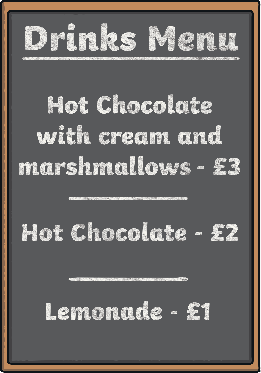 Drinks Menu
Hot Chocolate
with cream and
marshmallows - £3
Hot Chocolate - £2
Lemonade - £1